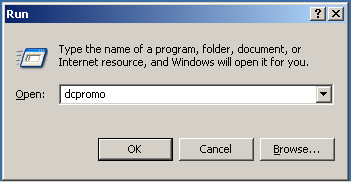 Run
Type the name of a program, folder, document, or
Internet resource, and Windows will open it for you.
Open: dcpromo
OK Cancel Browse...